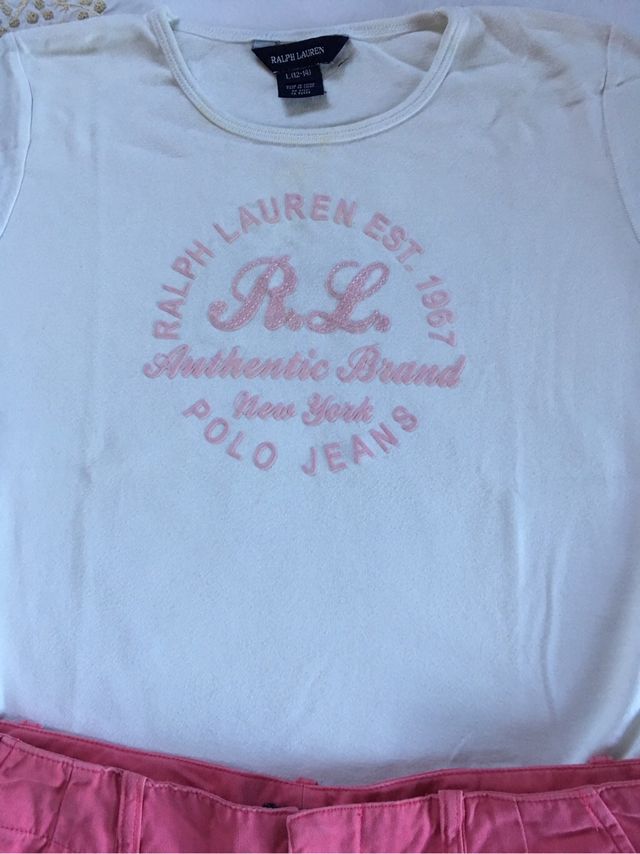 RALPH LAUREN
L (12-14)
RALPH LAUREN EST. 1967
R.L.
Authentic Brand
New York
POLO JEANS